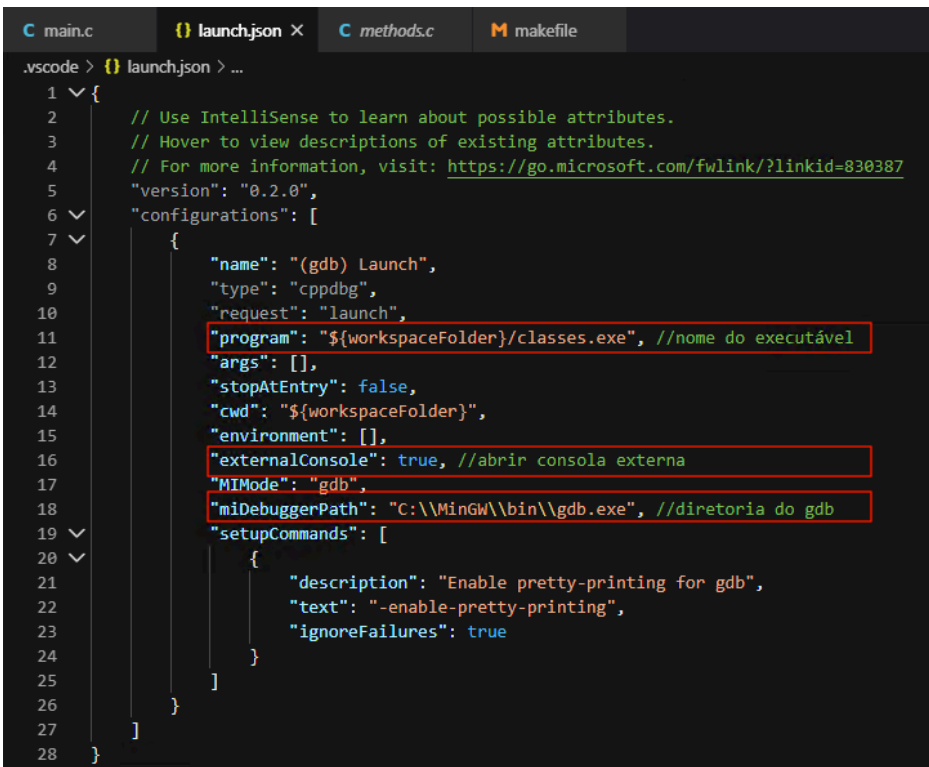 C main.c {} launch.json × C methods.c M makefile
.vscode > {} launch.json > ...
1 {
2 // Use IntelliSense to learn about possible attributes.
3 // Hover to view descriptions of existing attributes.
4 // For more information, visit: https://go.microsoft.com/fwlink/?linkid=830387
5 "version": "0.2.0",
6 "configurations": [
7 {
8 "name": "(gdb) Launch",
9 "type": "cppdbg",
10 "request": "launch",
11 "program": "${workspaceFolder}/classes.exe", //nome do executável
12 "args": [],
13 "stopAtEntry": false,
14 "cwd": "${workspaceFolder}",
15 "environment": [],
16 "externalConsole": true, //abrir consola externa
17 "MIMode": "gdb",
18 "miDebuggerPath": "C:\\MinGW\\bin\\gdb.exe", //diretoria do gdb
19 "setupCommands": [
20 {
21 "description": "Enable pretty-printing for gdb",
22 "text": "-enable-pretty-printing",
23 "ignoreFailures": true
24 }
25 ]
26 }
27 ]
28 }